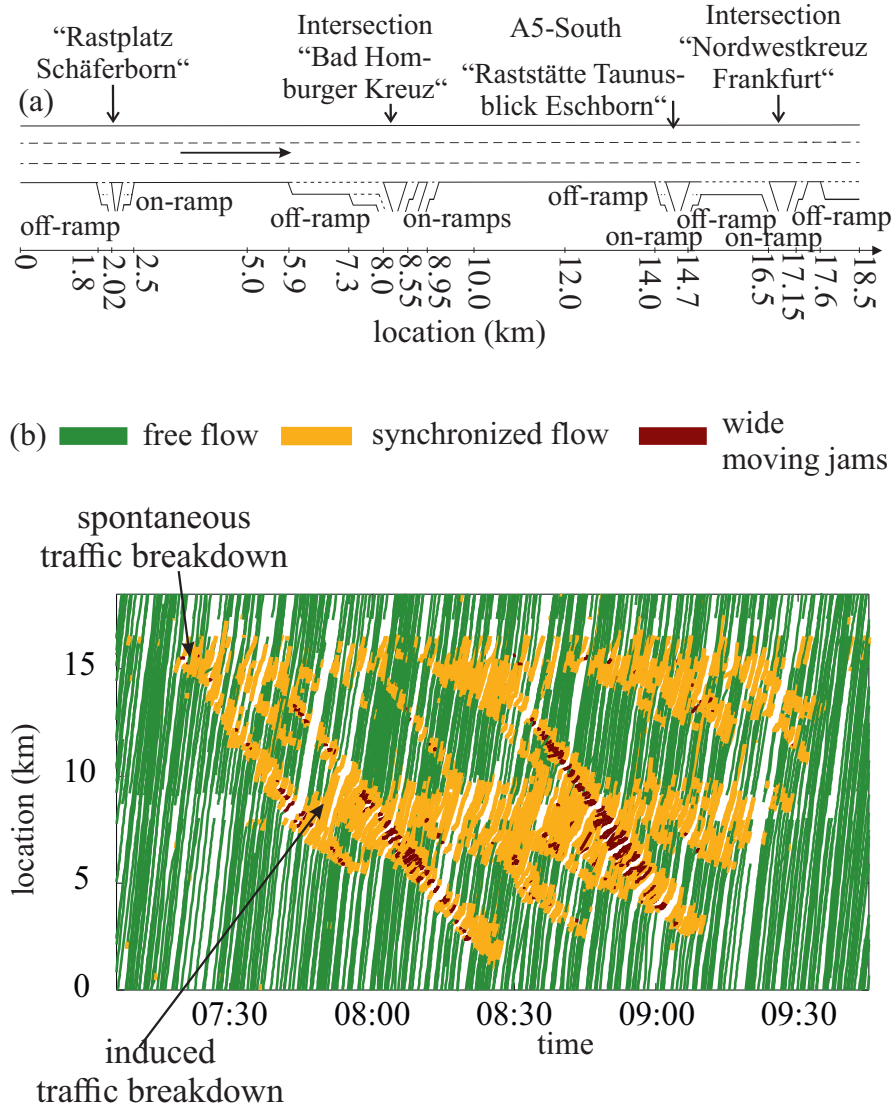 Intersection
“Nordwestkreuz
Frankfurt“
A5-South
“Raststätte Taunus-
blick Eschborn“
Intersection
“Bad Hom-
burger Kreuz“
“Rastplatz
Schäferborn“
(a)
off-ramp
on-ramp
off-ramp
on-ramps
off-ramp
on-ramp
off-ramp
on-ramp
off-ramp
0
1.8
2.02
2.5
5.0
5.9
7.3
8.0
8.55
8.95
10.0
12.0
14.0
14.7
16.5
17.15
17.6
18.5
location (km)
(b)
free flow
synchronized flow
wide
moving jams
spontaneous
traffic breakdown
15
10
5
0
location (km)
07:30
08:00
08:30
09:00
09:30
time
induced
traffic breakdown